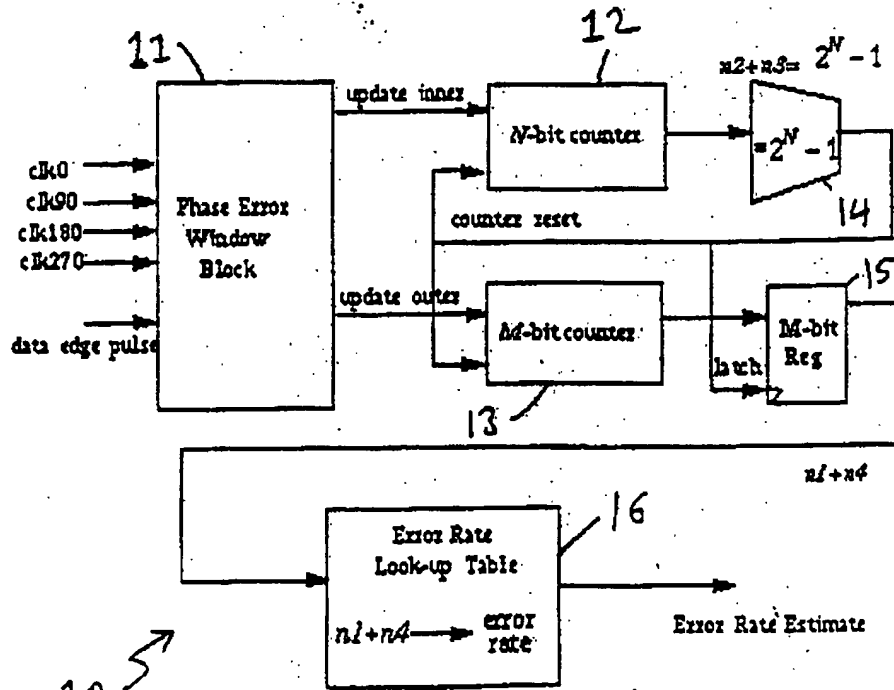 11
12
n2+n3= 2^N - 1
update inner
N-bit counter
=2^N - 1
clk0
clk90
clk180
clk270
Phase Error
Window
Block
14
counter reset
15
update outer
M-bit counter
M-bit
Reg
data edge pulse
latch
13
n1+n4
16
Error Rate
Look-up Table
n1+n4 error
rate
Error Rate Estimate